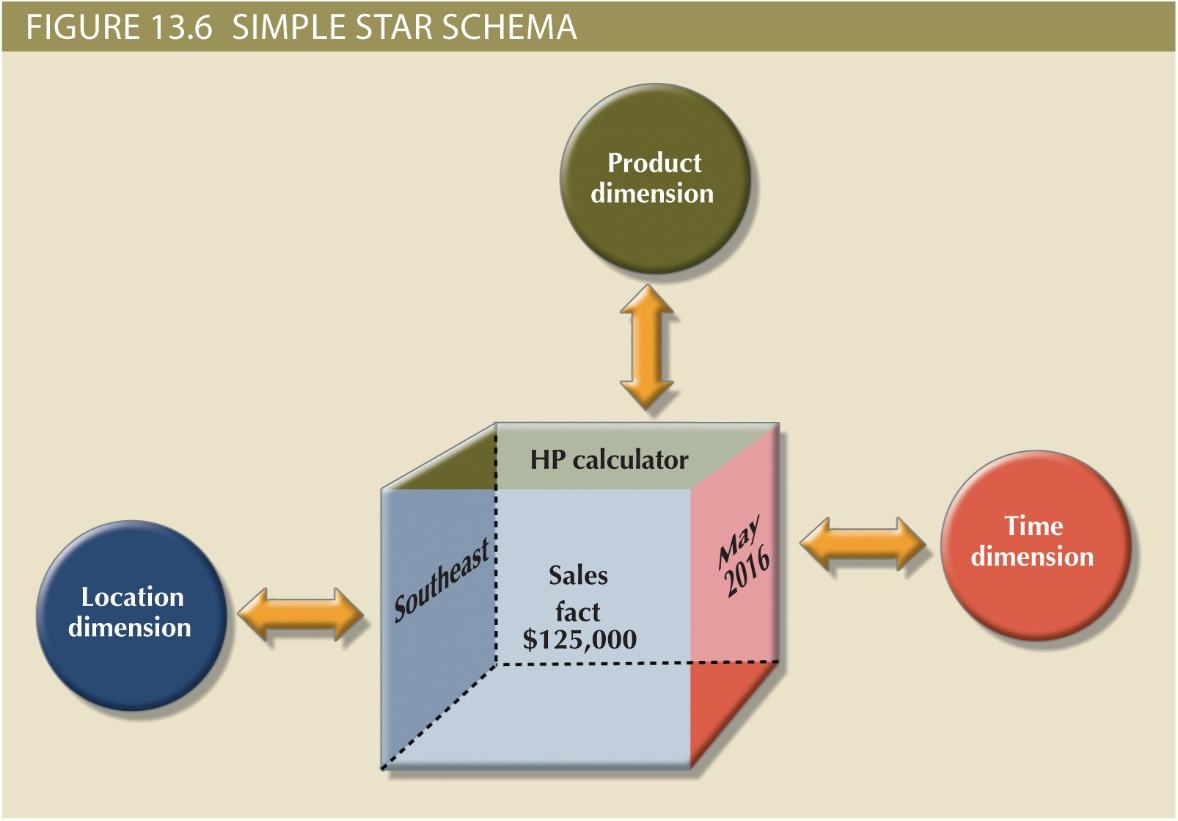 FIGURE 13.6 SIMPLE STAR SCHEMA
Product
dimension
HP calculator
Southeast
Sales
fact
$125,000
May
2016
Time
dimension
Location
dimension